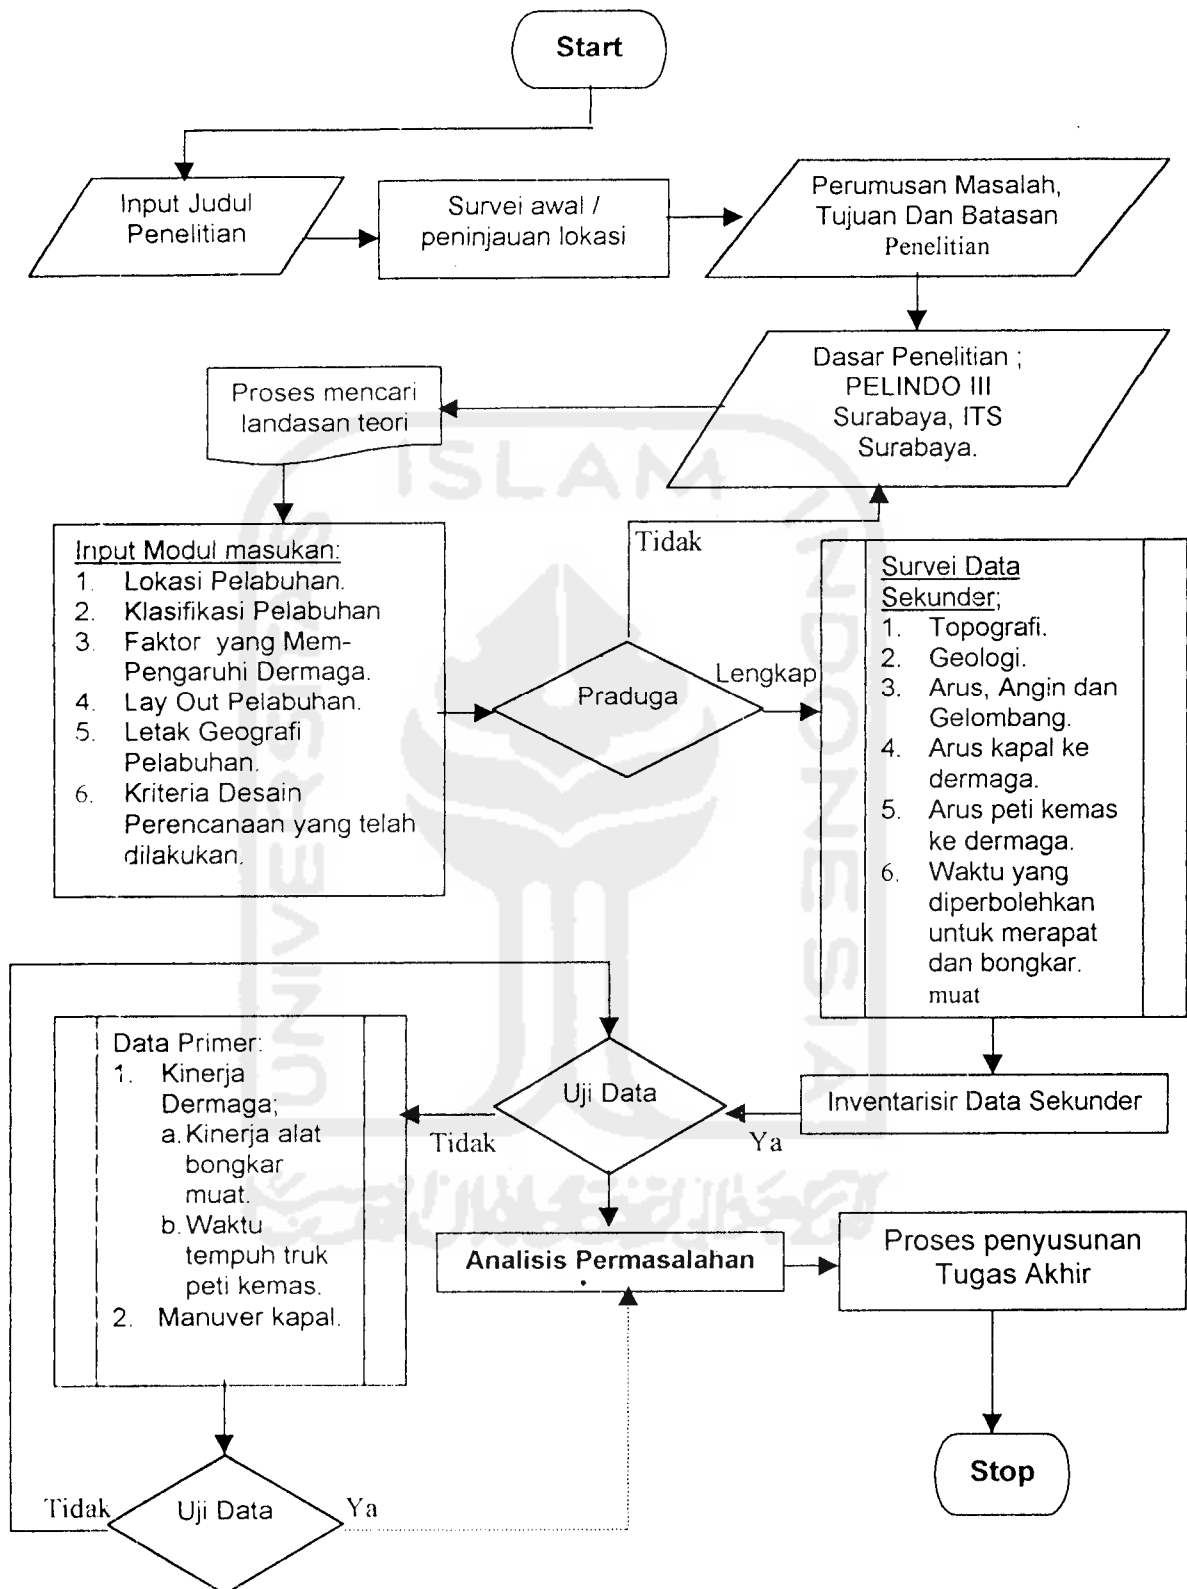 Start
Input Judul
Penelitian
Survei awal /
peninjauan lokasi
Perumusan Masalah,
Tujuan Dan Batasan
Penelitian
Dasar Penelitian ;
PELINDO III
Surabaya, ITS
Surabaya.
Proses mencari
landasan teori
Input Modul masukan:
1. Lokasi Pelabuhan.
2. Klasifikasi Pelabuhan
3. Faktor yang Mem-
Pengaruhi Dermaga.
4. Lay Out Pelabuhan.
5. Letak Geografi
Pelabuhan.
6. Kriteria Desain
Perencanaan yang telah
dilakukan.
Tidak
Praduga
Lengkap
Survei Data
Sekunder;
1. Topografi.
2. Geologi.
3. Arus, Angin dan
Gelombang.
4. Arus kapal ke
dermaga.
5. Arus peti kemas
ke dermaga.
6. Waktu yang
diperbolehkan
untuk merapat
dan bongkar.
muat
Inventarisir Data Sekunder
Ya
Uji Data
Tidak
Data Primer:
1. Kinerja
Dermaga;
a. Kinerja alat
bongkar
muat.
b. Waktu
tempuh truk
peti kemas.
2. Manuver kapal.
Analisis Permasalahan
Proses penyusunan
Tugas Akhir
Stop
Tidak
Uji Data
Ya
UNIVERSITAS
ISLAM
INDONESIA